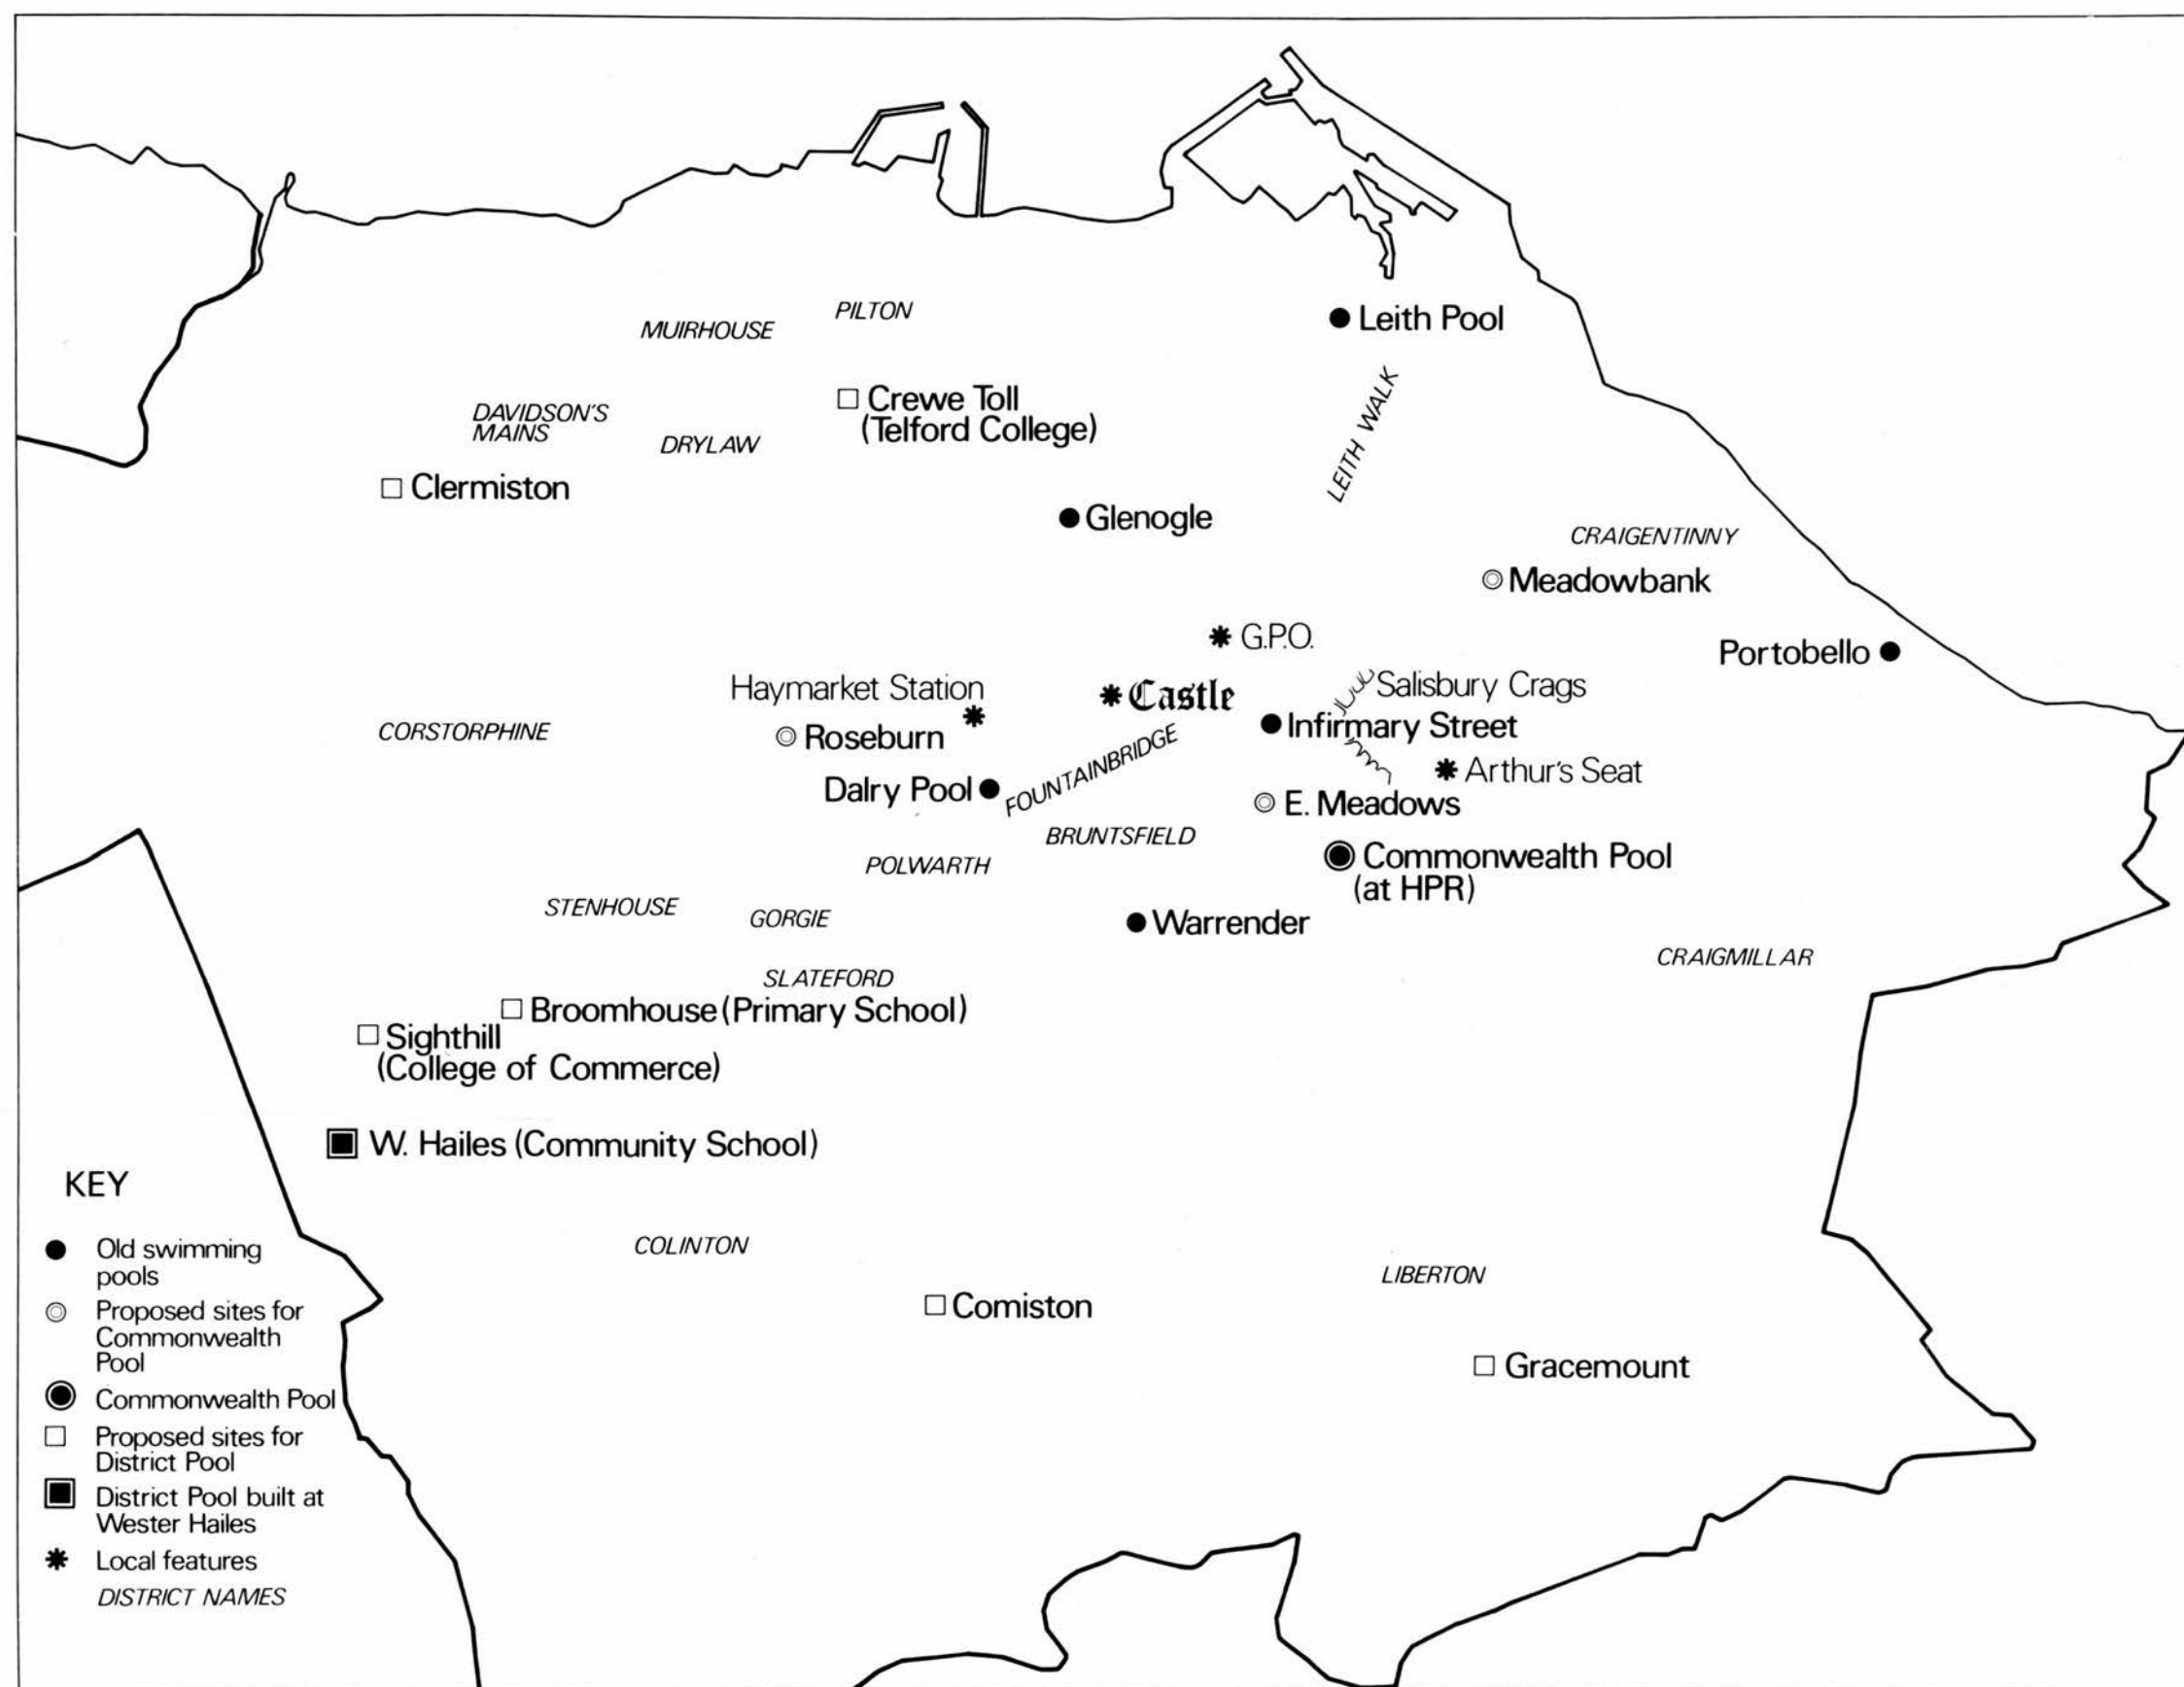 PILTON
MUIRHOUSE
Leith Pool
Crewe Toll
(Telford College)
DAVIDSON'S
MAINS
DRYLAW
LEITH WALK
Clermiston
Glenogle
CRAIGENTINNY
Meadowbank
G.P.O.
Portobello
Haymarket Station
Castle
Salisbury Crags
CORSTORPHINE
Roseburn
Infirmary Street
FOUNTAINBRIDGE
Arthur's Seat
Dalry Pool
E. Meadows
BRUNTSFIELD
POLWARTH
Commonwealth Pool
(at HPR)
STENHOUSE
GORGIE
Warrender
CRAIGMILLAR
SLATEFORD
Broomhouse (Primary School)
Sighthill
(College of Commerce)
W. Hailes (Community School)
COLINTON
LIBERTON
Comiston
Gracemount
KEY
Old swimming
pools
Proposed sites for
Commonwealth
Pool
Commonwealth Pool
Proposed sites for
District Pool
District Pool built at
Wester Hailes
Local features
DISTRICT NAMES